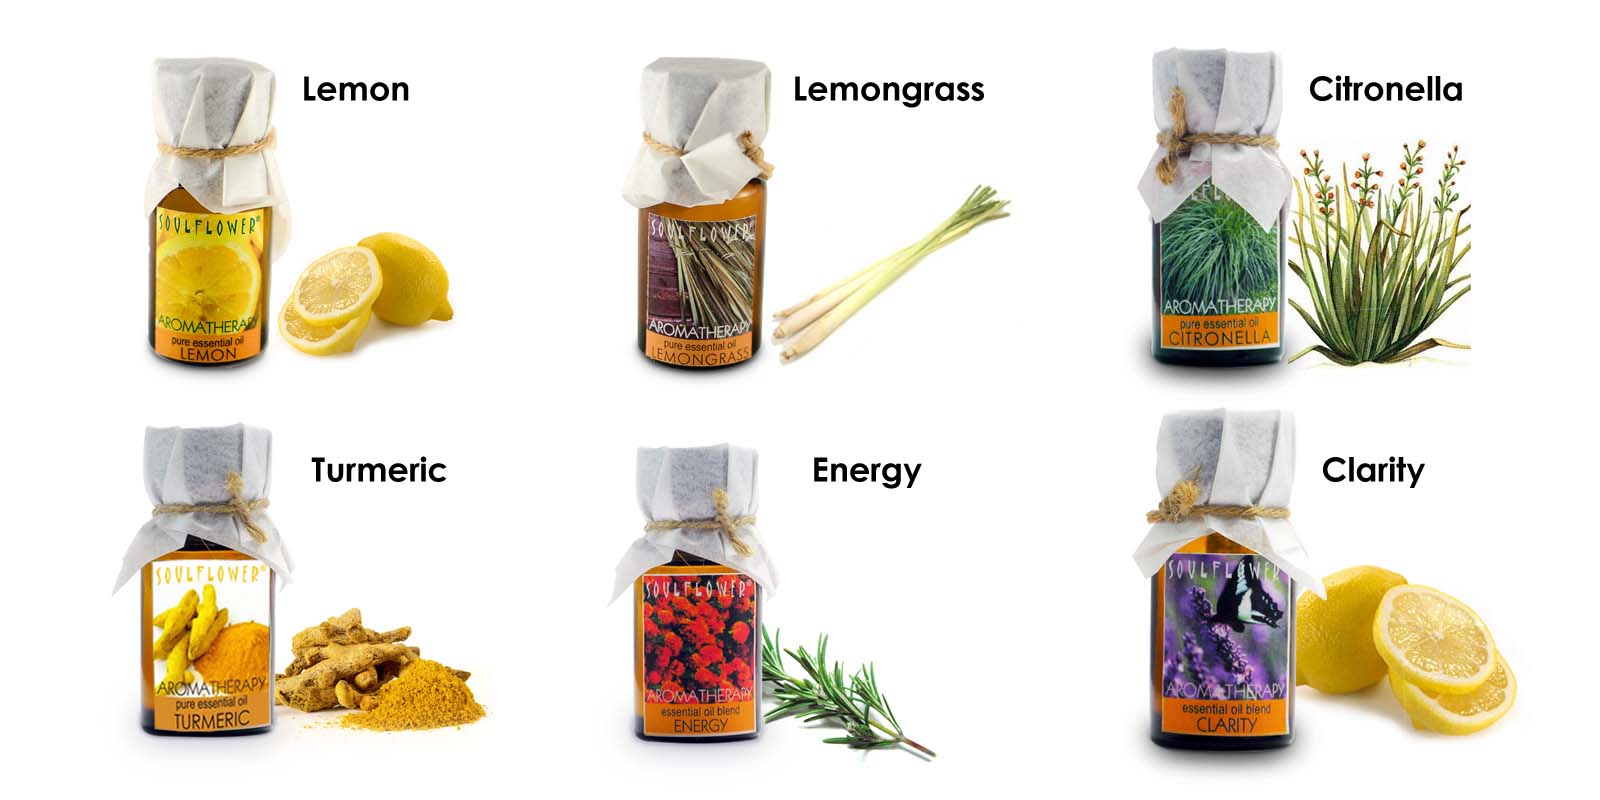 Lemon
SOULFLOWER®
AROMATHERAPY
pure essential oil
LEMON
Lemongrass
SOULFLOWER
AROMATHERAPY
pure essential oil
LEMONGRASS
Citronella
AROMATHERAPY
pure essential oil
CITRONELLA
Turmeric
SOULFLOWER®
AROMATHERAPY
pure essential oil
TURMERIC
Energy
SOULFLOWER®
AROMATHERAPY
essential oil blend
ENERGY
Clarity
SOULFLOWER
AROMATHERAPY
essential oil blend
CLARITY